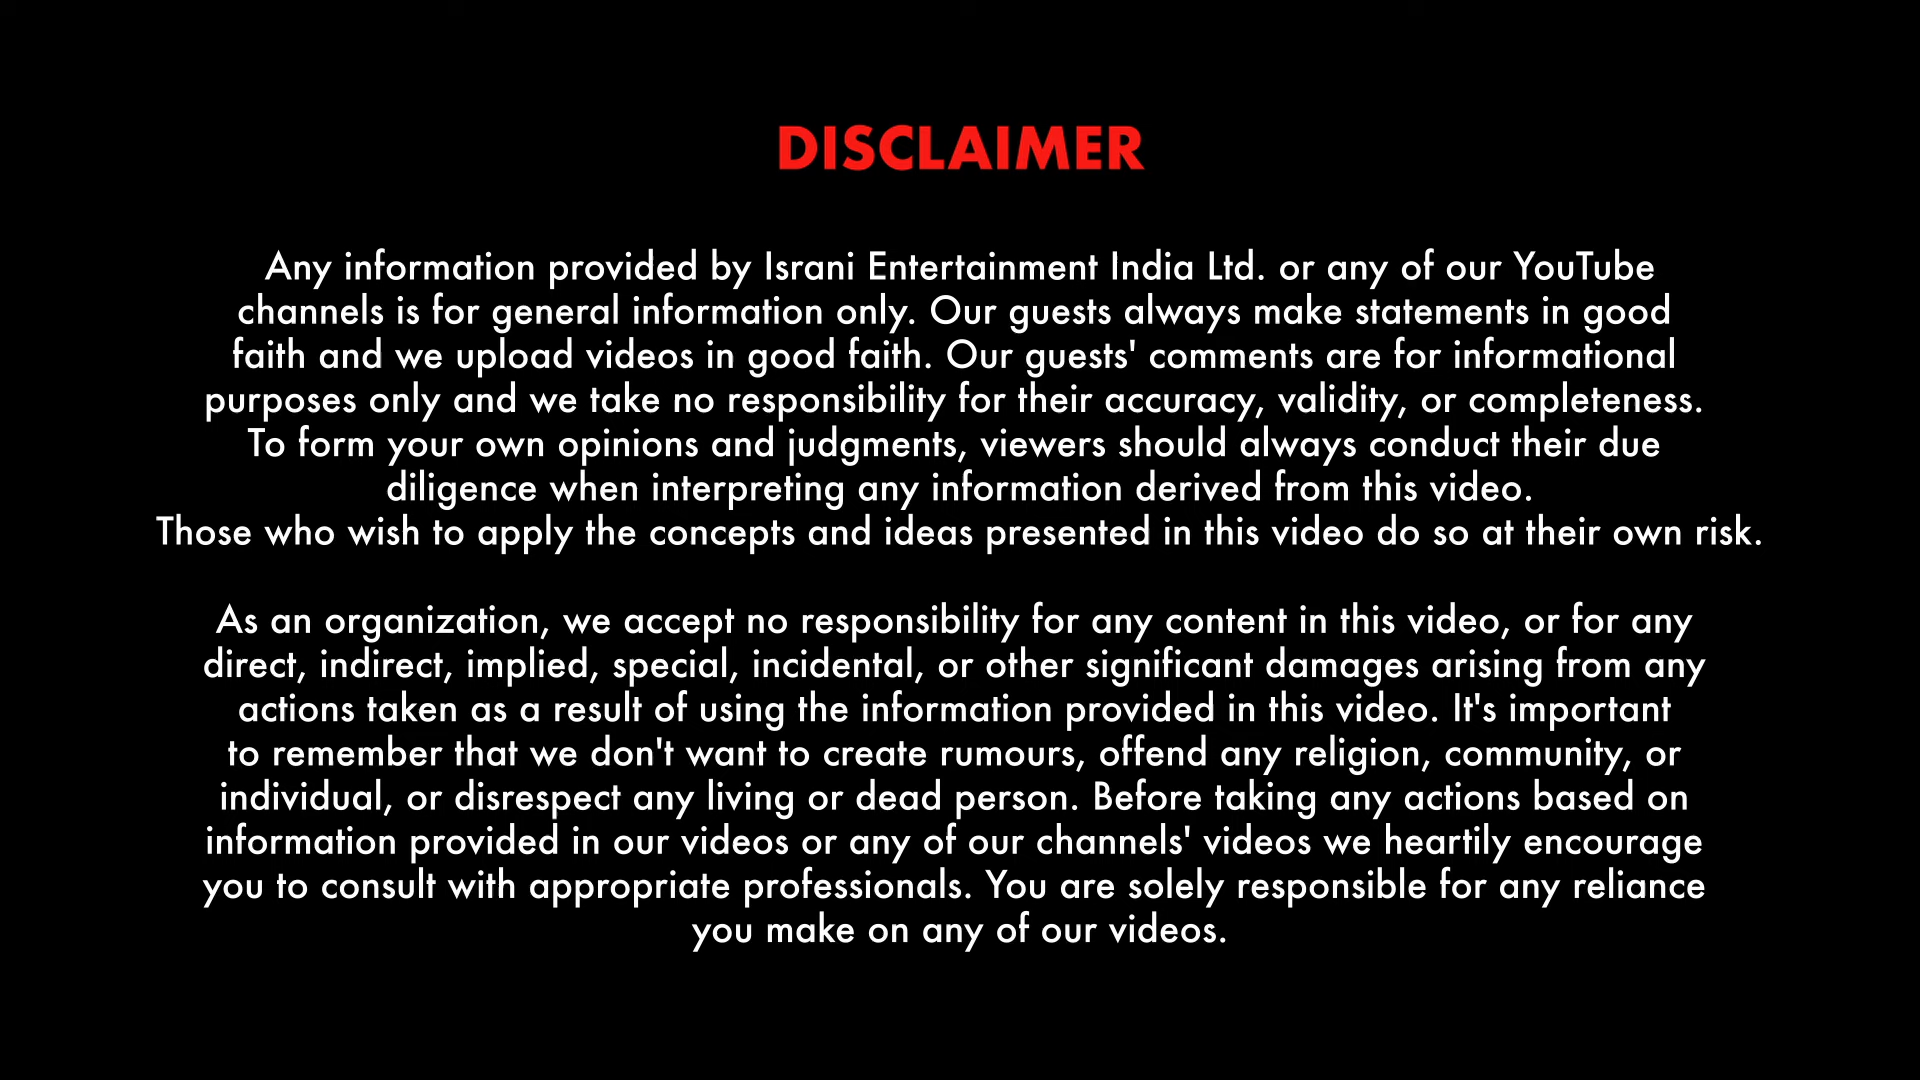 DISCLAIMER
Any information provided by Israni Entertainment India Ltd. or any of our YouTube
channels is for general information only. Our guests always make statements in good
faith and we upload videos in good faith. Our guests' comments are for informational
purposes only and we take no responsibility for their accuracy, validity, or completeness.
To form your own opinions and judgments, viewers should always conduct their due
diligence when interpreting any information derived from this video.
Those who wish to apply the concepts and ideas presented in this video do so at their own risk.
As an organization, we accept no responsibility for any content in this video, or for any
direct, indirect, implied, special, incidental, or other significant damages arising from any
actions taken as a result of using the information provided in this video. It's important
to remember that we don't want to create rumours, offend any religion, community, or
individual, or disrespect any living or dead person. Before taking any actions based on
information provided in our videos or any of our channels' videos we heartily encourage
you to consult with appropriate professionals. You are solely responsible for any reliance
you make on any of our videos.